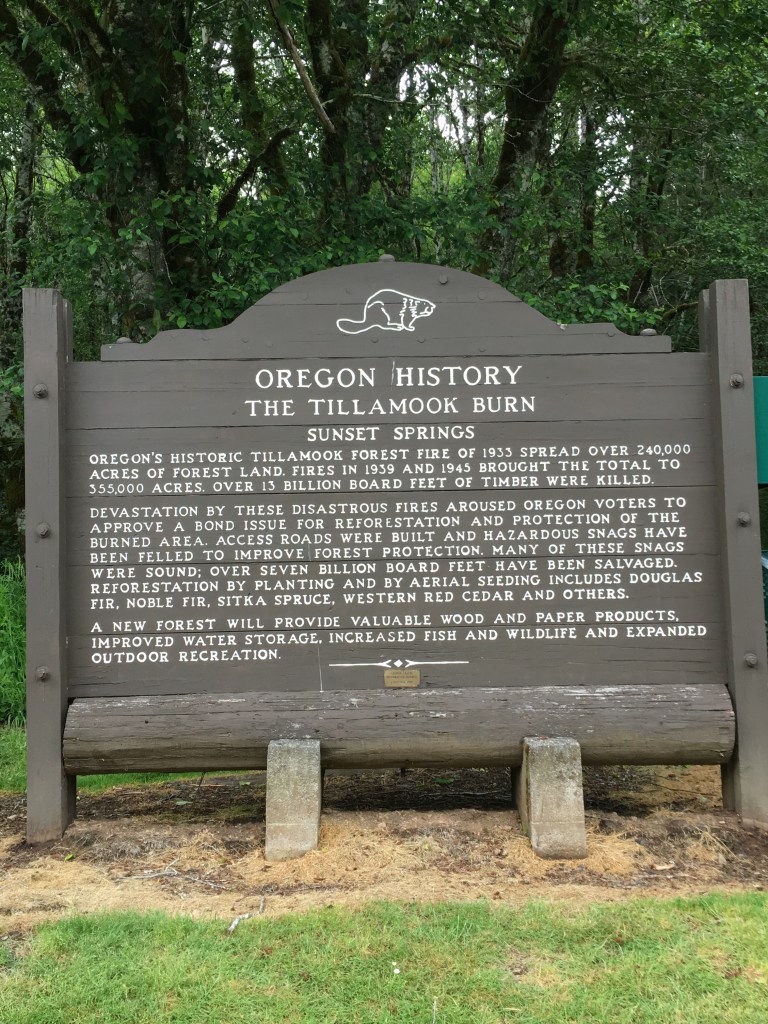 OREGON HISTORY
THE TILLAMOOK BURN
SUNSET SPRINGS
OREGON'S HISTORIC TILLAMOOK FOREST FIRE OF 1933 SPREAD OVER 240,000
ACRES OF FOREST LAND. FIRES IN 1939 AND 1945 BROUGHT THE TOTAL TO
355,000 ACRES. OVER 13 BILLION BOARD FEET OF TIMBER WERE KILLED.
DEVASTATION BY THESE DISASTROUS FIRES AROUSED OREGON VOTERS TO
APPROVE A BOND ISSUE FOR REFORESTATION AND PROTECTION OF THE
BURNED AREA. ACCESS ROADS WERE BUILT AND HAZARDOUS SNAGS HAVE
BEEN FELLED TO IMPROVE FOREST PROTECTION. MANY OF THESE SNAGS
WERE SOUND; OVER SEVEN BILLION BOARD FEET HAVE BEEN SALVAGED.
REFORESTATION BY PLANTING AND BY AERIAL SEEDING INCLUDES DOUGLAS
FIR, NOBLE FIR, SITKA SPRUCE, WESTERN RED CEDAR AND OTHERS.
A NEW FOREST WILL PROVIDE VALUABLE WOOD AND PAPER PRODUCTS,
IMPROVED WATER STORAGE, INCREASED FISH AND WILDLIFE AND EXPANDED
OUTDOOR RECREATION.